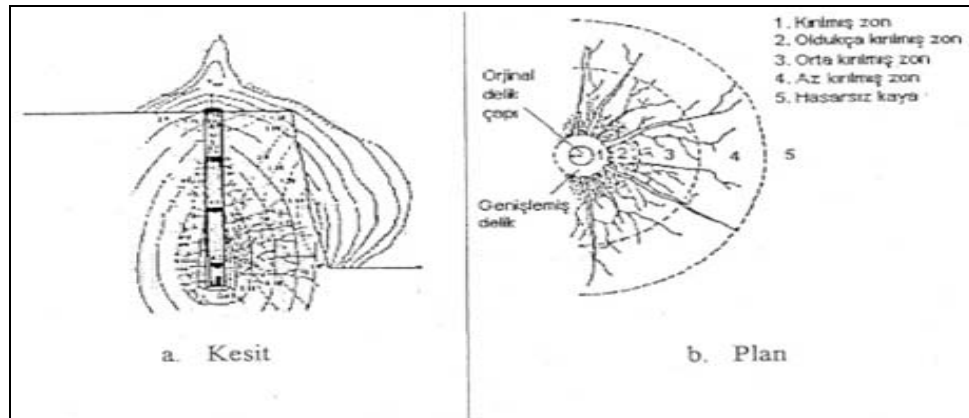 1. Kırılmış zon
2. Oldukça kırılmış zon
3. Orta kırılmış zon
4. Az kırılmış zon
5. Hasarsız kaya
Orjinal
delik
çapı
1 2 3 4 5
Genişlemiş
delik
a. Kesit
b. Plan